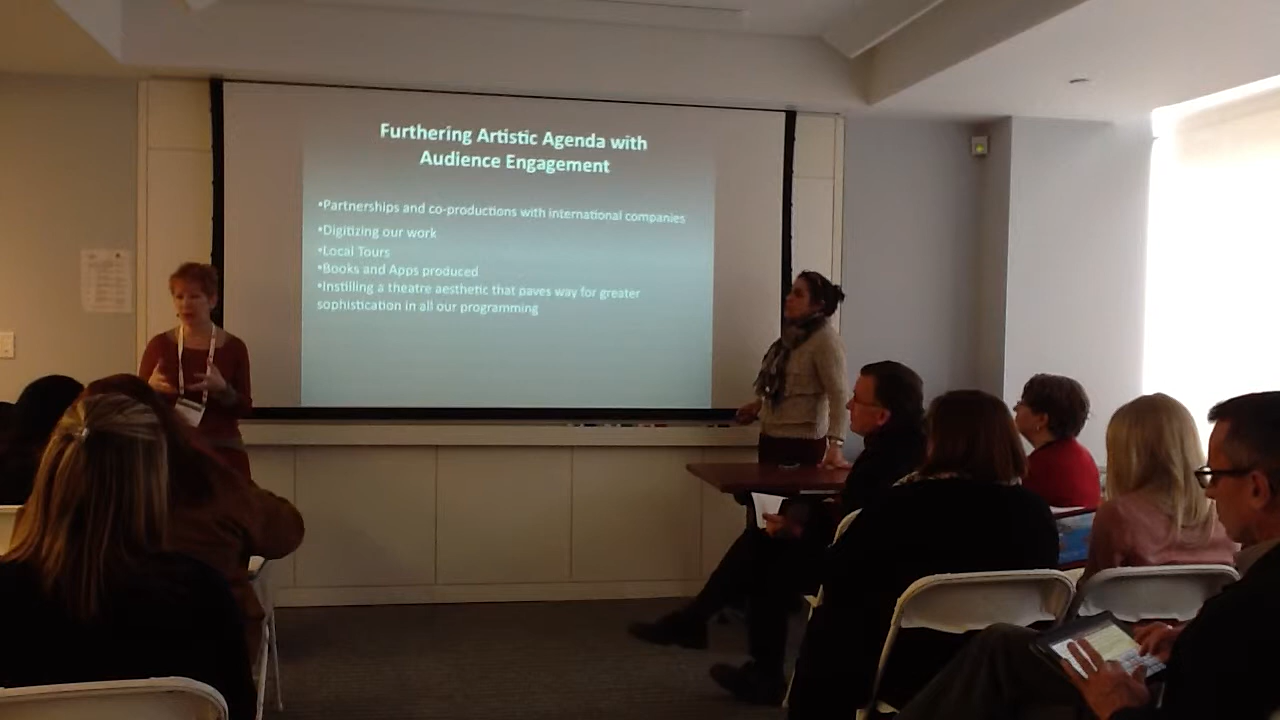 Furthering Artistic Agenda with
Audience Engagement
•Partnerships and co-productions with international companies
•Digitizing our work
•Local Tours
•Books and Apps produced
•Instilling a theatre aesthetic that paves way for greater
sophistication in all our programming